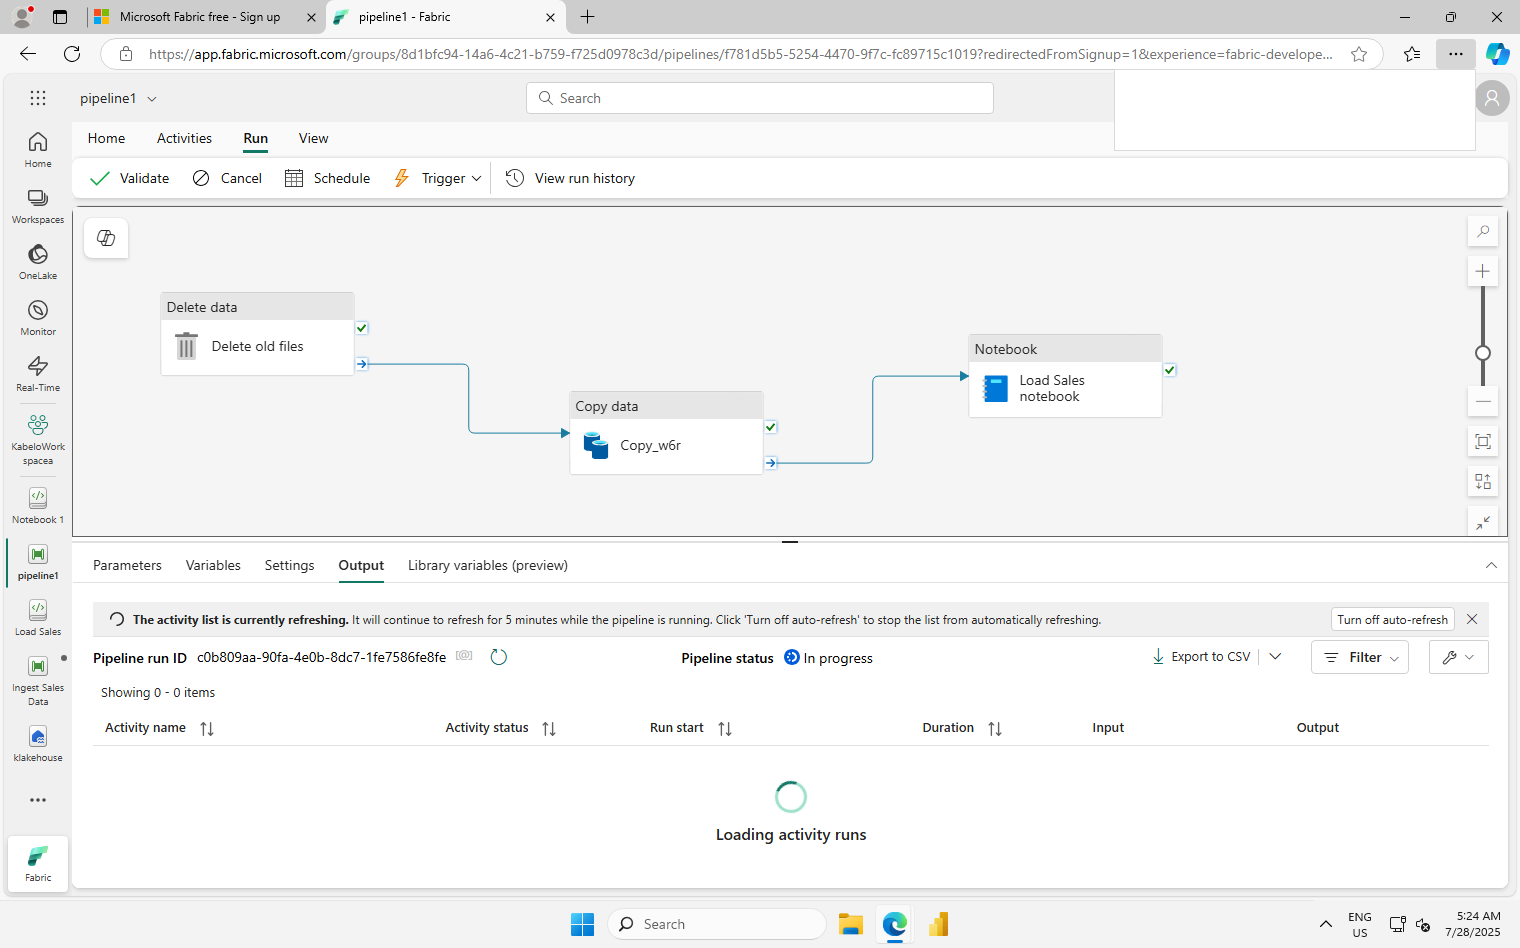 Microsoft Fabric free - Sign up
pipeline1 - Fabric
https://app.fabric.microsoft.com/groups/8d1bfc94-14a6-4c21-b759-f725d0978c3d/pipelines/f781d5b5-5254-4470-9f7c-fc89715c1019?redirectedFromSignup=1&experience=fabric-develope...
pipeline1
Search
Home
Activities
Run
View
Validate
Cancel
Schedule
Trigger
View run history
Home
Workspaces
OneLake
Monitor
Real-Time
KabeloWork
spacea
Notebook 1
pipeline1
Load Sales
Ingest Sales
Data
klakehouse
Fabric
Delete data
Delete old files
Copy data
Copy_w6r
Notebook
Load Sales
notebook
Parameters
Variables
Settings
Output
Library variables (preview)
The activity list is currently refreshing. It will continue to refresh for 5 minutes while the pipeline is running. Click 'Turn off auto-refresh' to stop the list from automatically refreshing.
Turn off auto-refresh
Pipeline run ID c0b809aa-90fa-4e0b-8dc7-1fe7586fe8fe
Pipeline status In progress
Export to CSV
Filter
Showing 0 - 0 items
Activity name
Activity status
Run start
Duration
Input
Output
Loading activity runs
Search
ENG
US
5:24 AM
7/28/2025